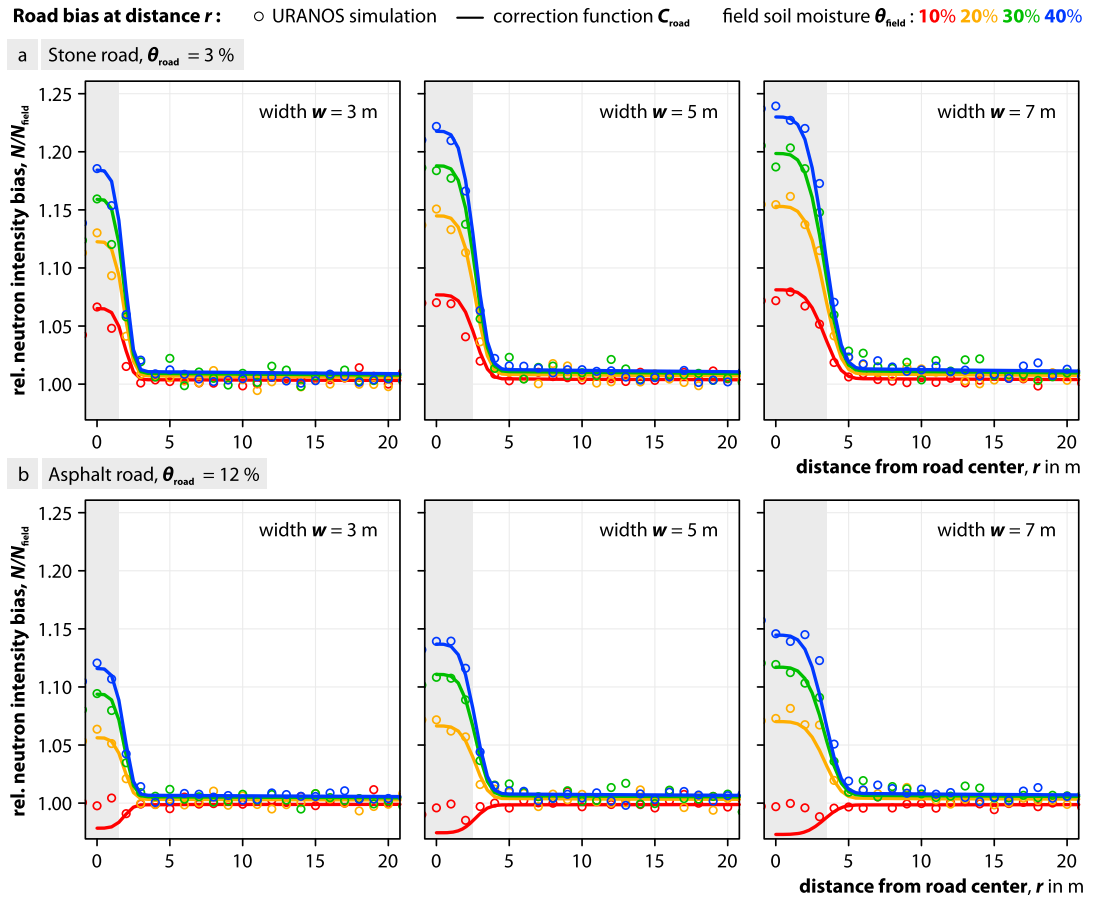 Road bias at distance r : ○ URANOS simulation — correction function C_road field soil moisture θ_field : 10% 20% 30% 40%
a Stone road, θ_road = 3 %
rel. neutron intensity bias, N/N_field
1.25
1.20
1.15
1.10
1.05
1.00
width w = 3 m
width w = 5 m
width w = 7 m
0 5 10 15 20
0 5 10 15 20
0 5 10 15 20
distance from road center, r in m
b Asphalt road, θ_road = 12 %
rel. neutron intensity bias, N/N_field
1.25
1.20
1.15
1.10
1.05
1.00
width w = 3 m
width w = 5 m
width w = 7 m
0 5 10 15 20
0 5 10 15 20
0 5 10 15 20
distance from road center, r in m